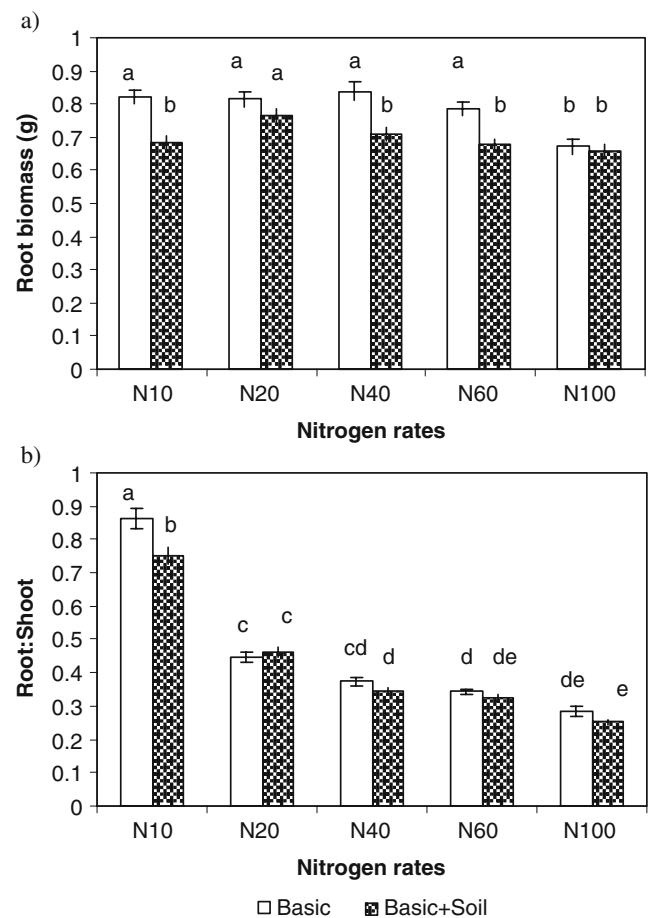 a)
1
0.9
0.8
0.7
0.6
0.5
0.4
0.3
0.2
0.1
0
Root biomass (g)
a b a a a b a b b b
N10 N20 N40 N60 N100
Nitrogen rates
b)
1
0.9
0.8
0.7
0.6
0.5
0.4
0.3
0.2
0.1
0
Root:Shoot
a b c c cd d d de de e
N10 N20 N40 N60 N100
Nitrogen rates
Basic Basic+Soil